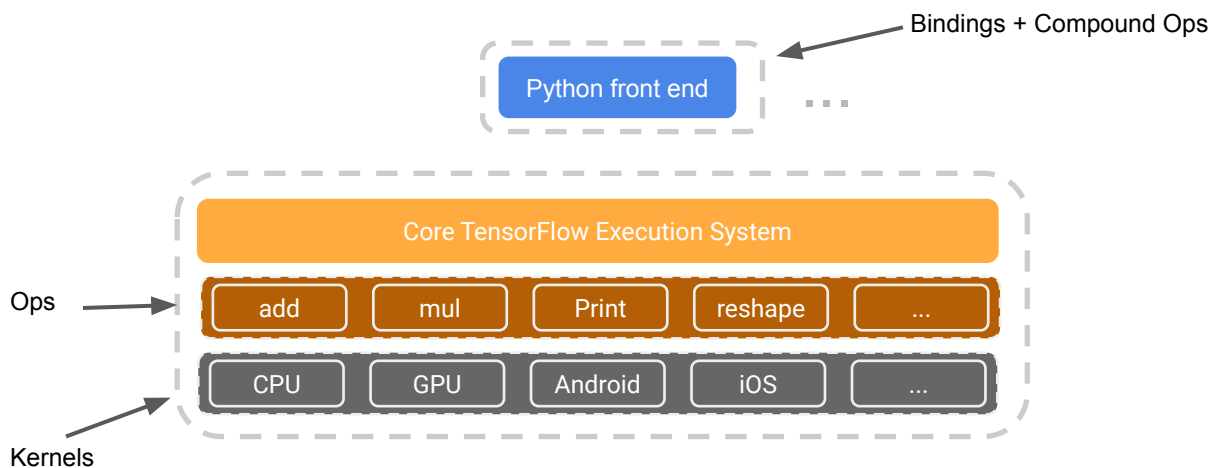 Bindings + Compound Ops
Python front end
...
Core TensorFlow Execution System
Ops
add
mul
Print
reshape
...
CPU
GPU
Android
iOS
...
Kernels